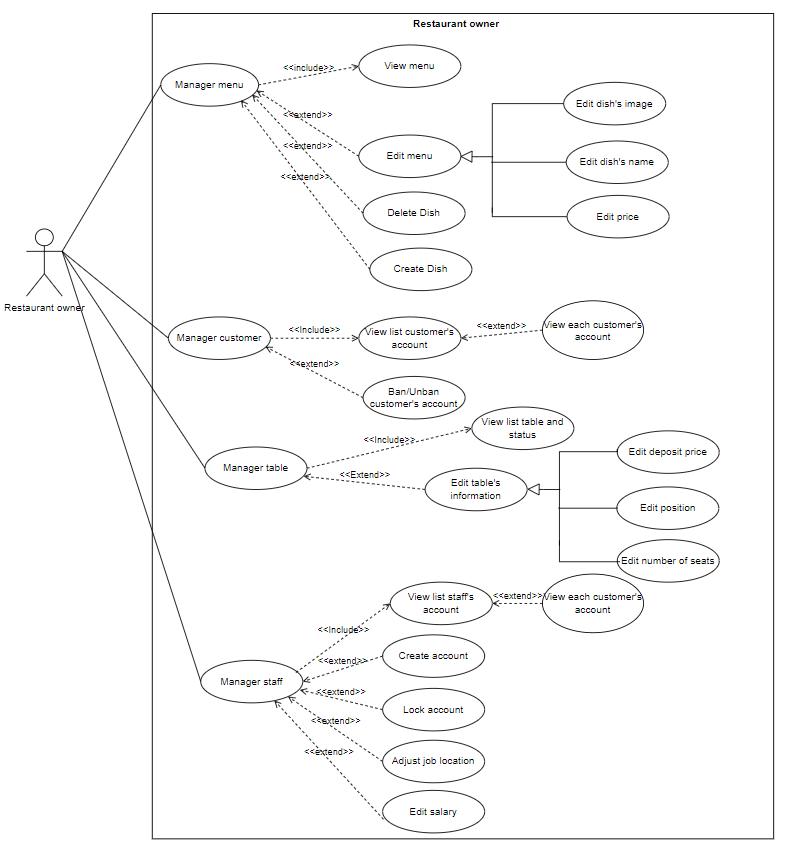 Restaurant owner
<<include>>
View menu
Manager menu
Edit dish's image
<<extend>>
<<extend>>
Edit menu
Edit dish's name
<<extend>>
Delete Dish
Edit price
Create Dish
Restaurant owner
Manager customer
<<Include>>
View list customer's
account
<<extend>>
View each customer's
account
<<extend>>
Ban/Unban
customer's account
View list table and
status
<<Include>>
Manager table
<<Extend>>
Edit table's
information
Edit deposit price
Edit position
Edit number of seats
View list staff's
account
<<extend>>
View each customer's
account
<<Include>>
Create account
<<extend>>
Manager staff
<<extend>>
Lock account
<<extend>>
Adjust job location
<<extend>>
Edit salary